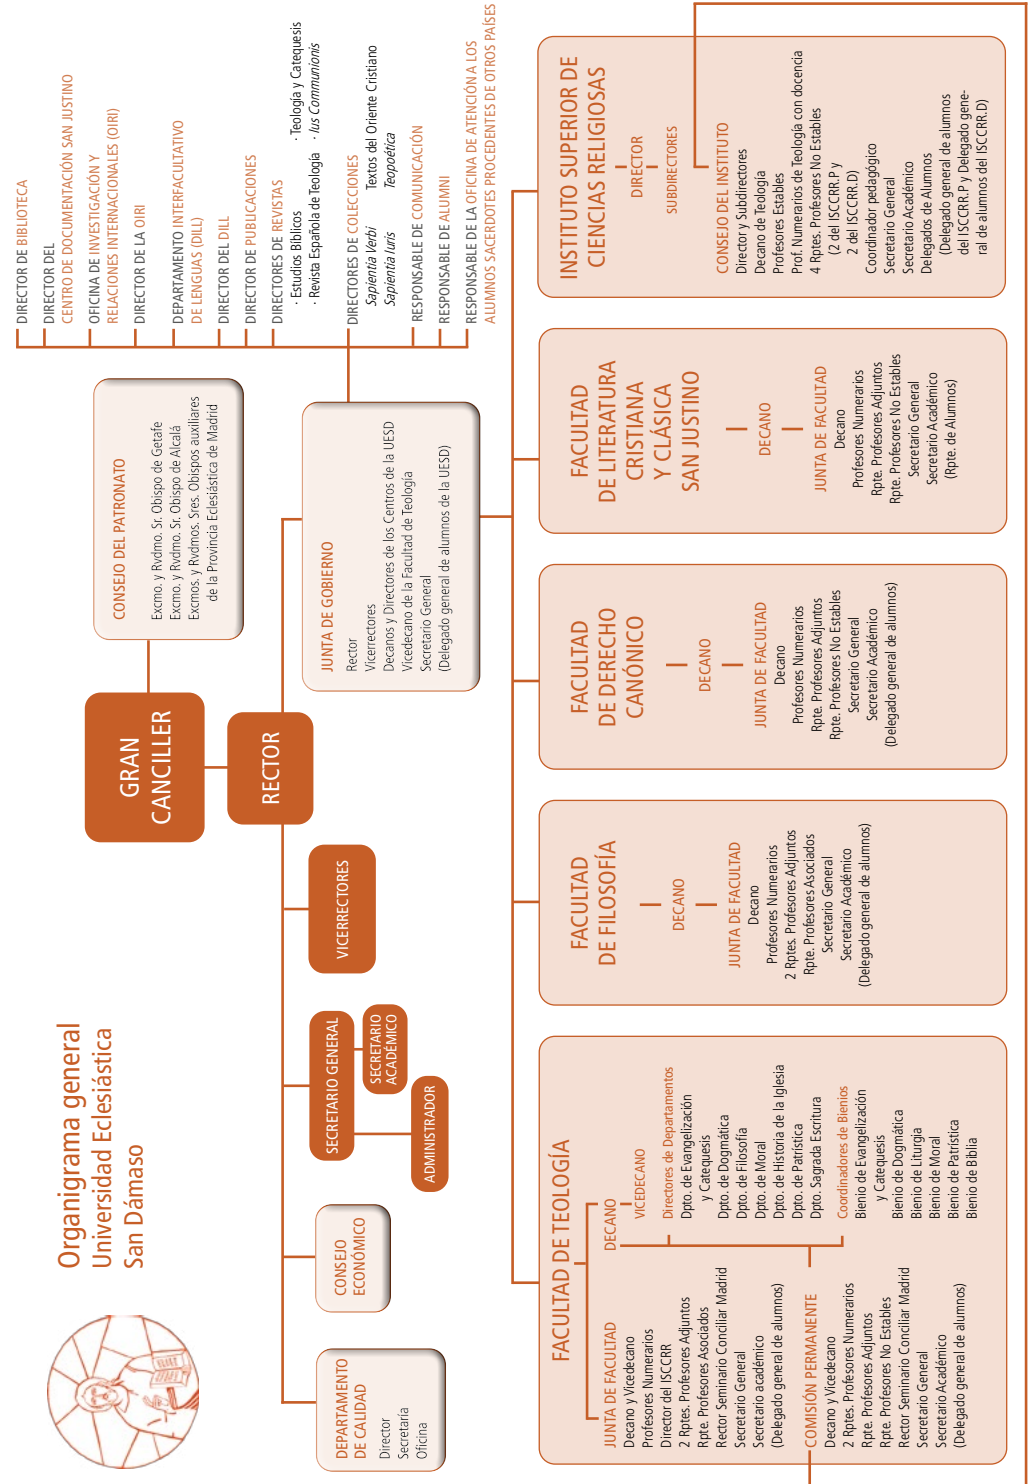 Organigrama general
Universidad Eclesiástica
San Dámaso
GRAN
CANCILLER
CONSEJO DEL PATRONATO
Excmo. y Rvdmo. Sr. Obispo de Getafe
Excmo. y Rvdmo. Sr. Obispo de Alcalá
Excmos. y Rvdmos. Sres. Obispos auxiliares
de la Provincia Eclesiástica de Madrid
RECTOR
DEPARTAMENTO
DE CALIDAD
Director
Secretaría
Oficina
CONSEJO
ECONÓMICO
SECRETARIO GENERAL
SECRETARIO
ACADÉMICO
ADMINISTRADOR
VICERRECTORES
JUNTA DE GOBIERNO
Rector
Vicerrectores
Decanos y Directores de los Centros de la UESD
Vicedecano de la Facultad de Teología
Secretario General
(Delegado general de alumnos de la UESD)
DIRECTOR DE BIBLIOTECA
DIRECTOR DEL
CENTRO DE DOCUMENTACIÓN SAN JUSTINO
OFICINA DE INVESTIGACIÓN Y
RELACIONES INTERNACIONALES (OIRI)
DIRECTOR DE LA OIRI
DEPARTAMENTO INTERFACULTATIVO
DE LENGUAS (DILL)
DIRECTOR DEL DILL
DIRECTOR DE PUBLICACIONES
DIRECTORES DE REVISTAS
· Estudios Bíblicos · Teología y Catequesis
· Revista Española de Teología · Ius Communionis
DIRECTORES DE COLECCIONES
Sapientia Verbi Textos del Oriente Cristiano
Sapientia Iuris Teopoética
RESPONSABLE DE COMUNICACIÓN
RESPONSABLE DE ALUMNI
RESPONSABLE DE LA OFICINA DE ATENCIÓN A LOS
ALUMNOS SACERDOTES PROCEDENTES DE OTROS PAÍSES
FACULTAD DE TEOLOGÍA
JUNTA DE FACULTAD
Decano y Vicedecano
Profesores Numerarios
Director del ISCCRR
2 Rptes. Profesores Adjuntos
Rpte. Profesores Asociados
Rector Seminario Conciliar Madrid
Secretario General
Secretario académico
(Delegado general de alumnos)
COMISIÓN PERMANENTE
Decano y Vicedecano
2 Rptes. Profesores Numerarios
Rpte. Profesores Adjuntos
Rpte. Profesores No Estables
Rector Seminario Conciliar Madrid
Secretario General
Secretario Académico
(Delegado general de alumnos)
DECANO
VICEDECANO
Directores de Departamentos
Dpto. de Evangelización
y Catequesis
Dpto. de Dogmática
Dpto. de Filosofía
Dpto. de Moral
Dpto. de Historia de la Iglesia
Dpto. de Patrística
Dpto. Sagrada Escritura
Coordinadores de Bienios
Bienio de Evangelización
y Catequesis
Bienio de Dogmática
Bienio de Liturgia
Bienio de Moral
Bienio de Patrística
Bienio de Biblia
FACULTAD
DE FILOSOFÍA
DECANO
JUNTA DE FACULTAD
Decano
Profesores Numerarios
2 Rptes. Profesores Adjuntos
Rpte. Profesores Asociados
Secretario General
Secretario Académico
(Delegado general de alumnos)
FACULTAD
DE DERECHO
CANÓNICO
DECANO
JUNTA DE FACULTAD
Decano
Profesores Numerarios
Rpte. Profesores Adjuntos
Rpte. Profesores No Estables
Secretario General
Secretario Académico
(Delegado general de alumnos)
FACULTAD
DE LITERATURA
CRISTIANA
Y CLÁSICA
SAN JUSTINO
DECANO
JUNTA DE FACULTAD
Decano
Profesores Numerarios
Rpte. Profesores Adjuntos
Rpte. Profesores No Estables
Secretario General
Secretario Académico
(Rpte. de Alumnos)
INSTITUTO SUPERIOR DE
CIENCIAS RELIGIOSAS
DIRECTOR
SUBDIRECTORES
CONSEJO DEL INSTITUTO
Director y Subdirectores
Decano de Teología
Profesores Estables
Prof. Numerarios de Teología con docencia
4 Rptes. Profesores No Estables
(2 del ISCCRR.P y
2 del ISCCRR.D)
Coordinador pedagógico
Secretario General
Secretario Académico
Delegados de Alumnos
(Delegado general de alumnos
del ISCCRR.P y Delegado gene-
ral de alumnos del ISCCRR.D)